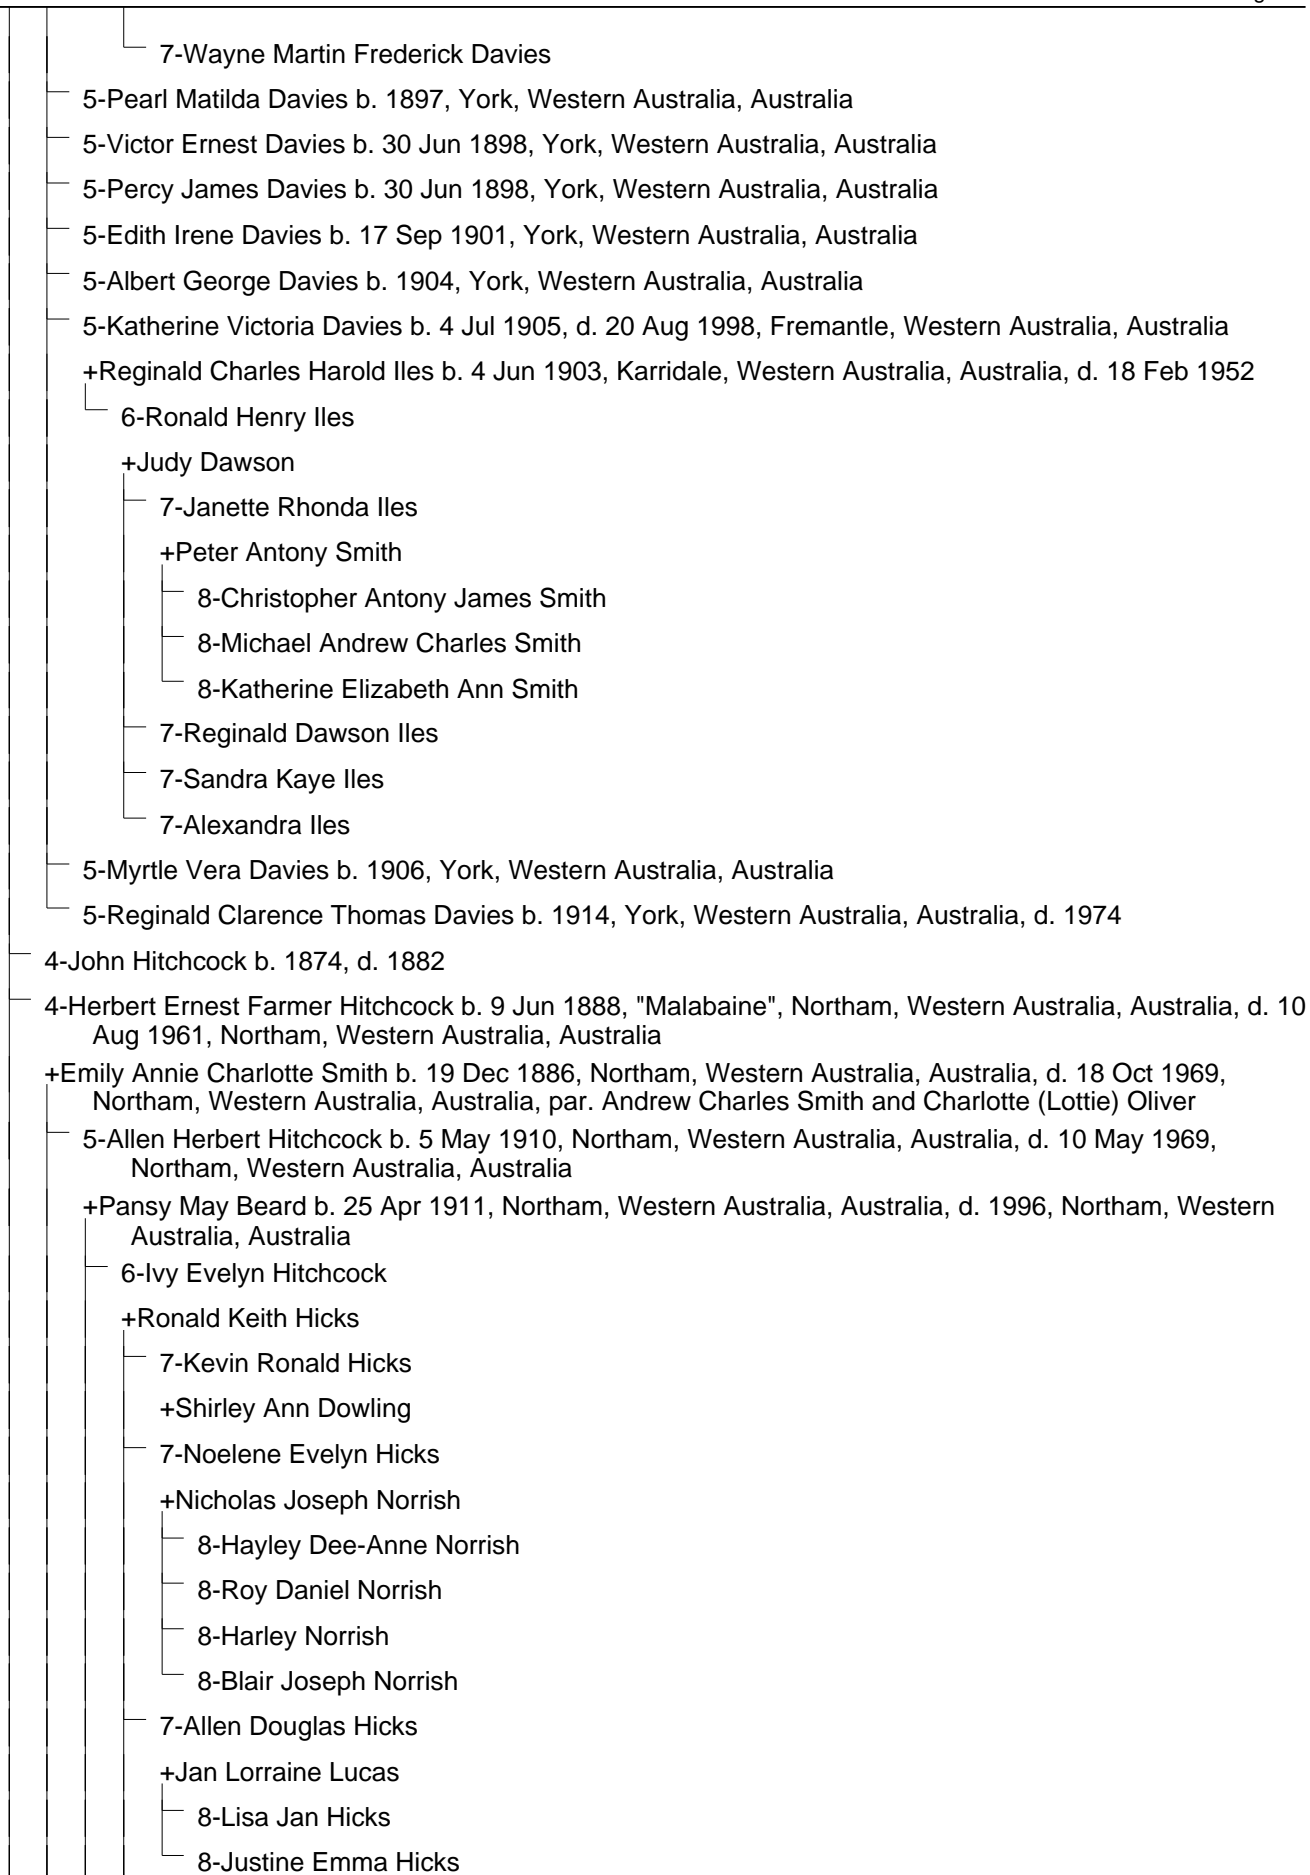 7-Wayne Martin Frederick Davies
5-Pearl Matilda Davies b. 1897, York, Western Australia, Australia
5-Victor Ernest Davies b. 30 Jun 1898, York, Western Australia, Australia
5-Percy James Davies b. 30 Jun 1898, York, Western Australia, Australia
5-Edith Irene Davies b. 17 Sep 1901, York, Western Australia, Australia
5-Albert George Davies b. 1904, York, Western Australia, Australia
5-Katherine Victoria Davies b. 4 Jul 1905, d. 20 Aug 1998, Fremantle, Western Australia, Australia
+Reginald Charles Harold Iles b. 4 Jun 1903, Karridale, Western Australia, Australia, d. 18 Feb 1952
6-Ronald Henry Iles
+Judy Dawson
7-Janette Rhonda Iles
+Peter Antony Smith
8-Christopher Antony James Smith
8-Michael Andrew Charles Smith
8-Katherine Elizabeth Ann Smith
7-Reginald Dawson Iles
7-Sandra Kaye Iles
7-Alexandra Iles
5-Myrtle Vera Davies b. 1906, York, Western Australia, Australia
5-Reginald Clarence Thomas Davies b. 1914, York, Western Australia, Australia, d. 1974
4-John Hitchcock b. 1874, d. 1882
4-Herbert Ernest Farmer Hitchcock b. 9 Jun 1888, "Malabaine", Northam, Western Australia, Australia, d. 10
Aug 1961, Northam, Western Australia, Australia
+Emily Annie Charlotte Smith b. 19 Dec 1886, Northam, Western Australia, Australia, d. 18 Oct 1969,
Northam, Western Australia, Australia, par. Andrew Charles Smith and Charlotte (Lottie) Oliver
5-Allen Herbert Hitchcock b. 5 May 1910, Northam, Western Australia, Australia, d. 10 May 1969,
Northam, Western Australia, Australia
+Pansy May Beard b. 25 Apr 1911, Northam, Western Australia, Australia, d. 1996, Northam, Western
Australia, Australia
6-Ivy Evelyn Hitchcock
+Ronald Keith Hicks
7-Kevin Ronald Hicks
+Shirley Ann Dowling
7-Noelene Evelyn Hicks
+Nicholas Joseph Norrish
8-Hayley Dee-Anne Norrish
8-Roy Daniel Norrish
8-Harley Norrish
8-Blair Joseph Norrish
7-Allen Douglas Hicks
+Jan Lorraine Lucas
8-Lisa Jan Hicks
8-Justine Emma Hicks